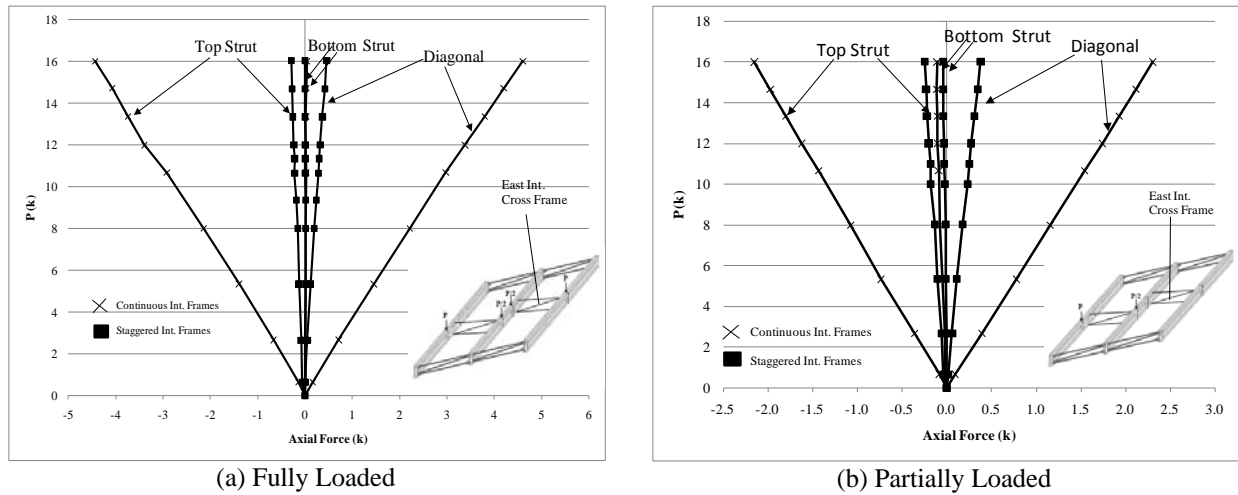 18
16
14
12
10
8
6
4
2
0
P (k)
-5 -4 -3 -2 -1 0 1 2 3 4 5 6
Axial Force (k)
Top Strut
Bottom Strut
Diagonal
East Int.
Cross Frame
Continuous Int. Frames
Staggered Int. Frames
P
P/2
P/2
P
(a) Fully Loaded
18
16
14
12
10
8
6
4
2
0
P (k)
-2.5 -2.0 -1.5 -1.0 -0.5 0.0 0.5 1.0 1.5 2.0 2.5 3.0
Axial Force (k)
Top Strut
Bottom Strut
Diagonal
East Int.
Cross Frame
Continuous Int. Frames
Staggered Int. Frames
P
P/2
(b) Partially Loaded